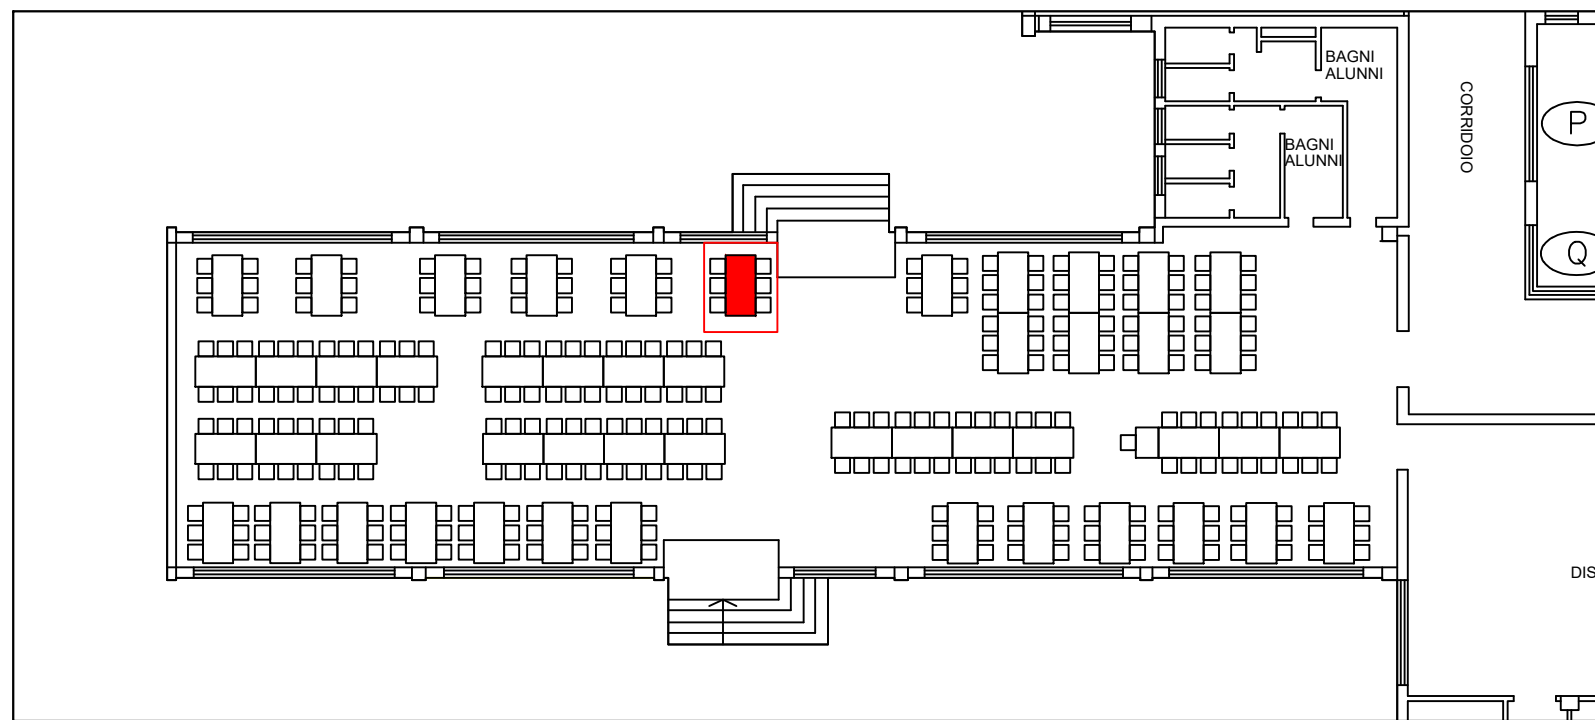 BAGNI
ALUNNI
BAGNI
ALUNNI
CORRIDOIO
P
Q
DIS